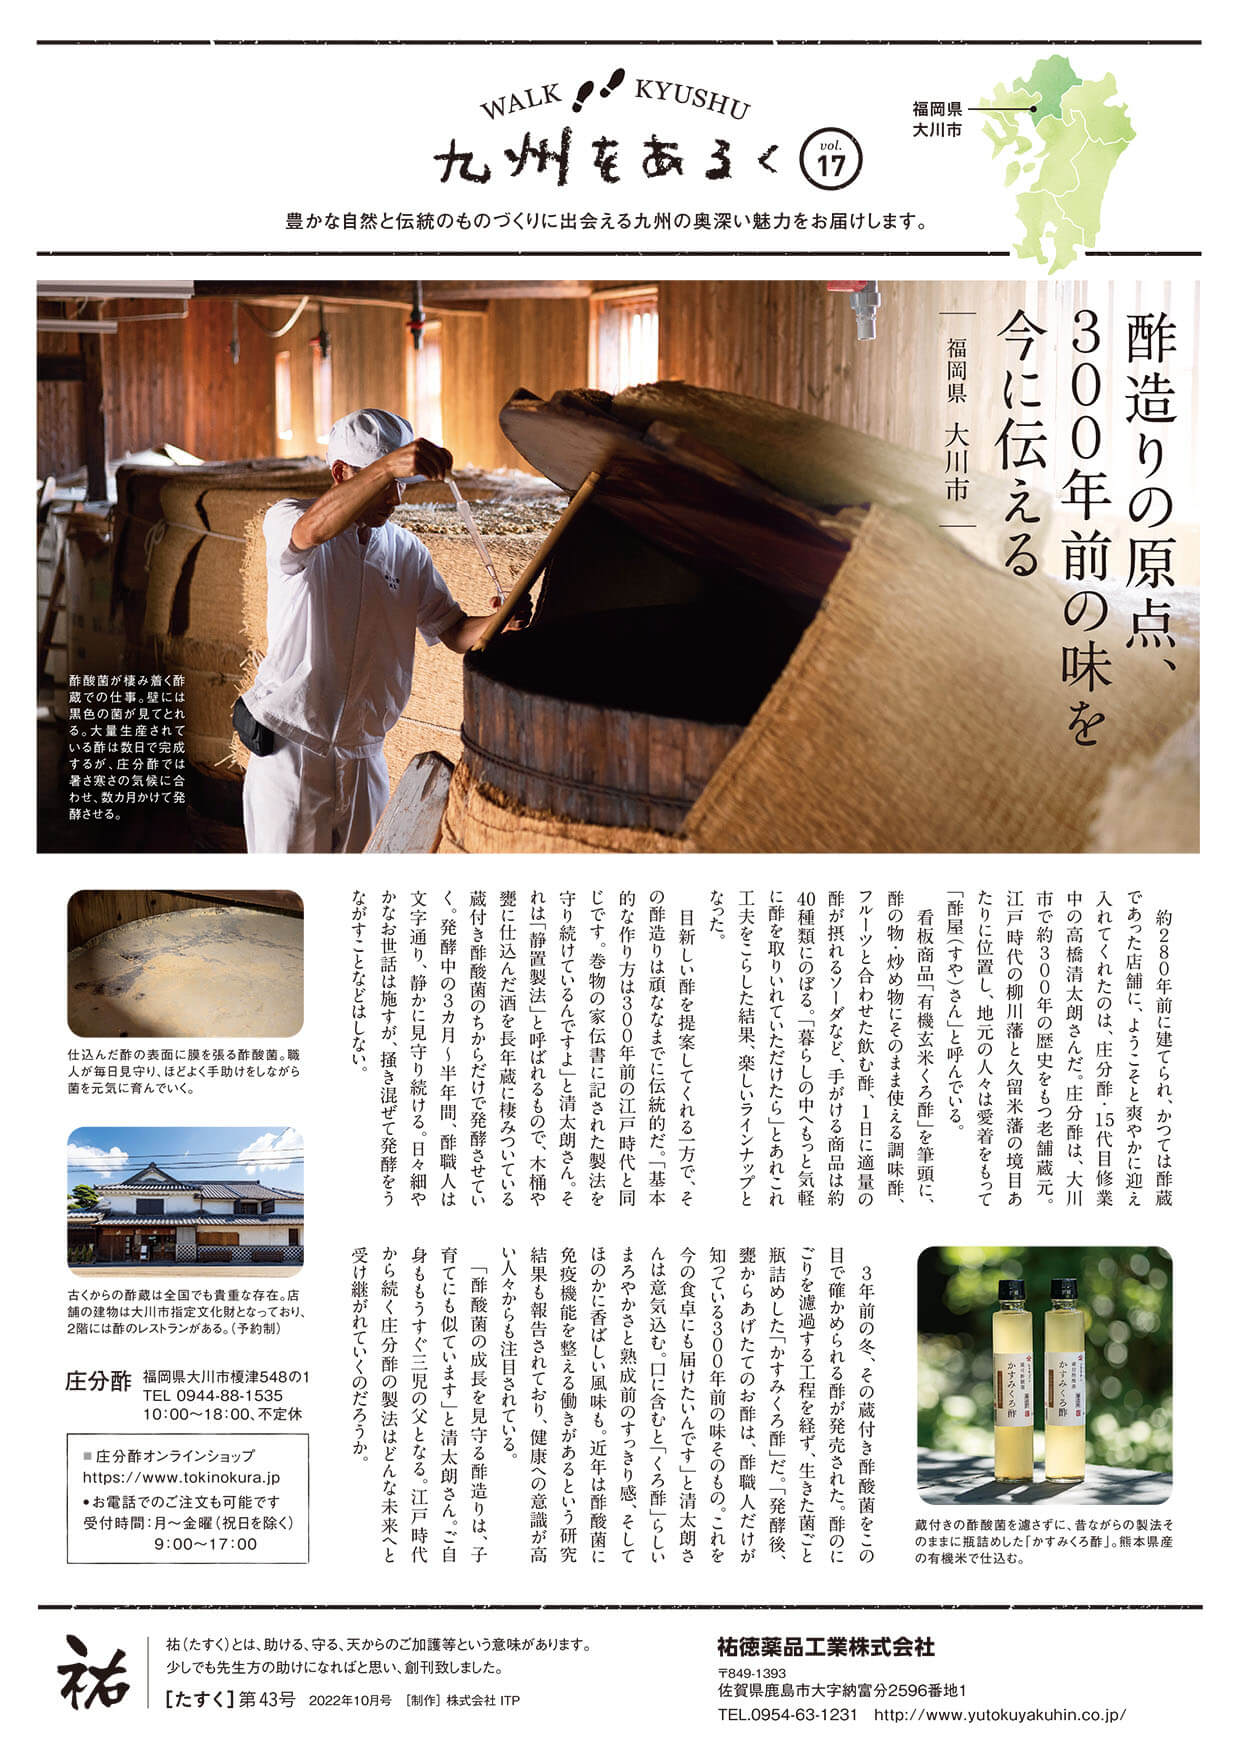 WALK KYUSHU
九州をあるく vol. 17
豊かな自然と伝統のものづくりに出会える九州の奥深い魅力をお届けします。
福岡県
大川市
酢造りの原点、
300年前の味を
今に伝える
福岡県 大川市
酢酸菌が棲み着く酢
蔵での仕事。壁には
黒色の菌が見てとれ
る。大量生産されて
いる酢は数日で完成
するが、庄分酢では
暑さ寒さの気候に合
わせ、数カ月かけて発
酵させる。
約280年前に建てられ、かつては酢蔵
であった店舗に、ようこそと爽やかに迎え
入れてくれたのは、庄分酢・15代目修業
中の高橋清太朗さんだ。庄分酢は、大川
市で約300年の歴史をもつ老舗蔵元。
江戸時代の柳川藩と久留米藩の境目あ
たりに位置し、地元の人々は愛着をもって
「酢屋（すや）さん」と呼んでいる。
看板商品「有機玄米くろ酢」を筆頭に、
酢の物・炒め物にそのまま使える調味酢、
フルーツと合わせた飲む酢、1日に適量の
酢が摂れるソーダなど、手がける商品は約
40種類にのぼる。「暮らしの中へもっと気軽
に酢を取りいれていただけたら」とあれこれ
工夫をこらした結果、楽しいラインナップと
なった。
目新しい酢を提案してくれる一方で、そ
の酢造りは頑ななまでに伝統的だ。「基本
的な作り方は300年前の江戸時代と同
じです。巻物の家伝書に記された製法を
守り続けているんですよ」と清太朗さん。そ
れは「静置製法」と呼ばれるもので、木桶や
甕に仕込んだ酒を長年蔵に棲みついている
蔵付き酢酸菌のちからだけで発酵させてい
く。発酵中の3カ月〜半年間、酢職人は
文字通り、静かに見守り続ける。日々細や
かなお世話は施すが、掻き混ぜて発酵をう
ながすことなどはしない。
3年前の冬、その蔵付き酢酸菌をこの
目で確かめられる酢が発売された。酢のに
ごりを濾過する工程を経ず、生きた菌ごと
瓶詰めした「かすみくろ酢」だ。「発酵後、
甕からあげたてのお酢は、酢職人だけが
知っている300年前の味そのもの。これを
今の食卓にも届けたいんです」と清太朗さ
んは意気込む。口に含むと「くろ酢」らしい
まろやかさと熟成前のすっきり感、そして
ほのかに香ばしい風味も。近年は酢酸菌に
免疫機能を整える働きがあるという研究
結果も報告されており、健康への意識が高
い人々からも注目されている。
「酢酸菌の成長を見守る酢造りは、子
育てにも似ています」と清太朗さん。ご自
身ももうすぐ三児の父となる。江戸時代
から続く庄分酢の製法はどんな未来へと
受け継がれていくのだろうか。
仕込んだ酢の表面に膜を張る酢酸菌。職
人が毎日見守り、ほどよく手助けをしながら
菌を元気に育んでいく。
古くからの酢蔵は全国でも貴重な存在。店
舗の建物は大川市指定文化財となっており、
2階には酢のレストランがある。（予約制）
庄分酢 福岡県大川市榎津548の1
TEL 0944-88-1535
10:00〜18:00、不定休
■ 庄分酢オンラインショップ
https://www.tokinokura.jp
•お電話でのご注文も可能です
受付時間：月〜金曜（祝日を除く）
9:00〜17:00
かすみくろ酢
かすみくろ酢
蔵付きの酢酸菌を濾さずに、昔ながらの製法そ
のままに瓶詰めした「かすみくろ酢」。熊本県産
の有機米で仕込む。
祐
祐（たすく）とは、助ける、守る、天からのご加護等という意味があります。
少しでも先生方の助けになればと思い、創刊致しました。
［たすく］第43号 2022年10月号 ［制作］株式会社 ITP
祐徳薬品工業株式会社
〒849-1393
佐賀県鹿島市大字納富分2596番地1
TEL.0954-63-1231 http://www.yutokuyakuhin.co.jp/